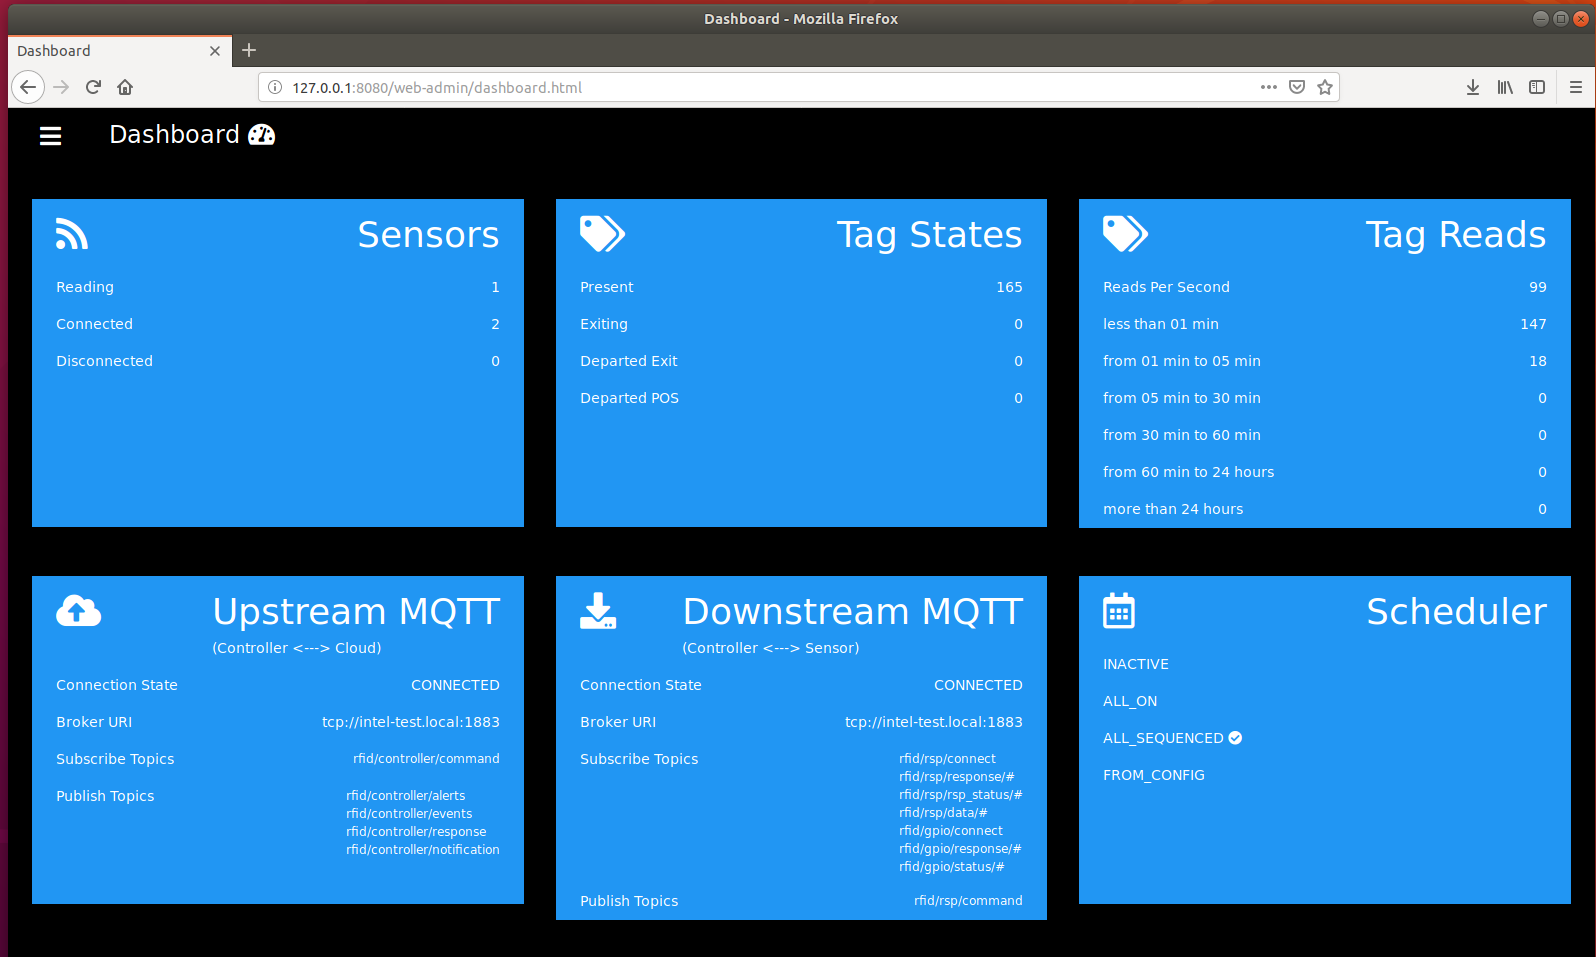 Dashboard - Mozilla Firefox
Dashboard
127.0.0.1:8080/web-admin/dashboard.html
Dashboard
Sensors
Reading 1
Connected 2
Disconnected 0
Tag States
Present 165
Exiting 0
Departed Exit 0
Departed POS 0
Tag Reads
Reads Per Second 99
less than 01 min 147
from 01 min to 05 min 18
from 05 min to 30 min 0
from 30 min to 60 min 0
from 60 min to 24 hours 0
more than 24 hours 0
Upstream MQTT
(Controller <---> Cloud)
Connection State CONNECTED
Broker URI tcp://intel-test.local:1883
Subscribe Topics rfid/controller/command
Publish Topics rfid/controller/alerts
rfid/controller/events
rfid/controller/response
rfid/controller/notification
Downstream MQTT
(Controller <---> Sensor)
Connection State CONNECTED
Broker URI tcp://intel-test.local:1883
Subscribe Topics rfid/rsp/connect
rfid/rsp/response/#
rfid/rsp/rsp_status/#
rfid/rsp/data/#
rfid/gpio/connect
rfid/gpio/response/#
rfid/gpio/status/#
Publish Topics rfid/rsp/command
Scheduler
INACTIVE
ALL_ON
ALL_SEQUENCED
FROM_CONFIG